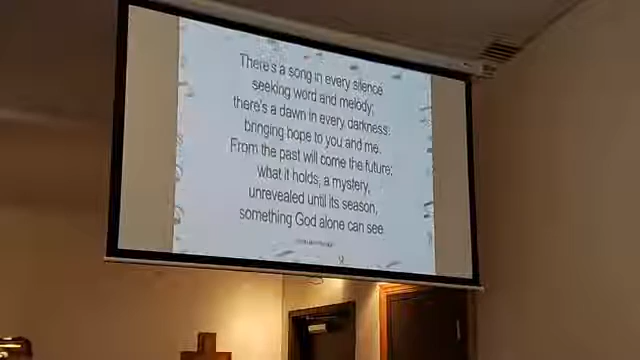 There's a song in every silence
seeking word and melody;
there's a dawn in every darkness,
bringing hope to you and me.
From the past will come the future;
what it holds, a mystery,
unrevealed until its season,
something God alone can see